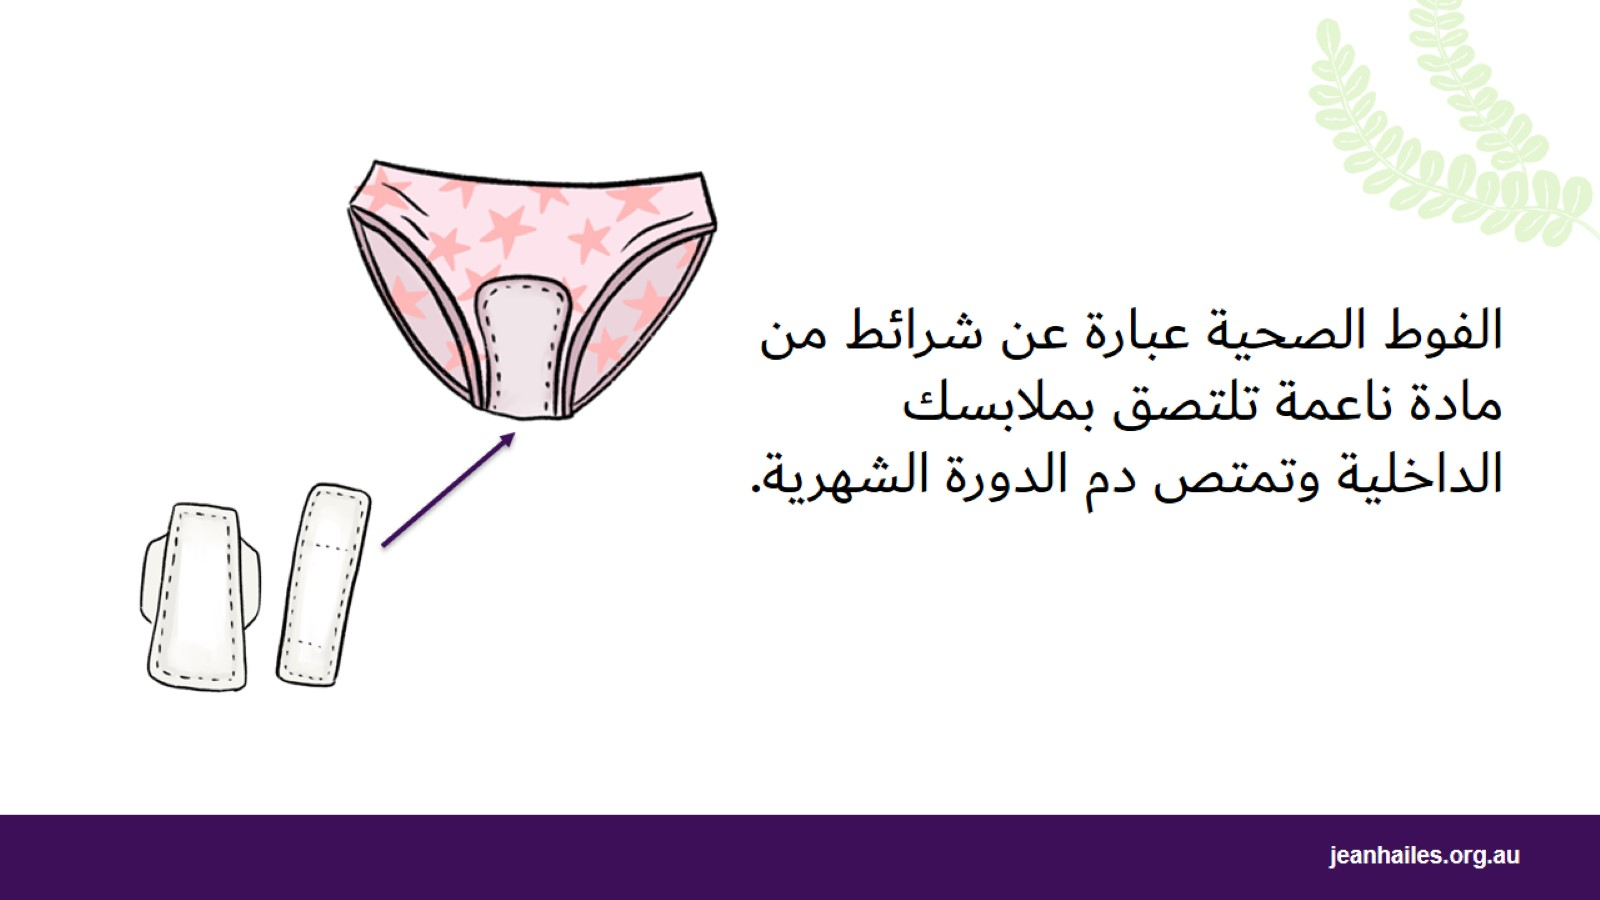 الفوط الصحية عبارة عن شرائط من
مادة ناعمة تلتصق بملابسك
الداخلية وتمتص دم الدورة الشهرية.
jeanhailes.org.au